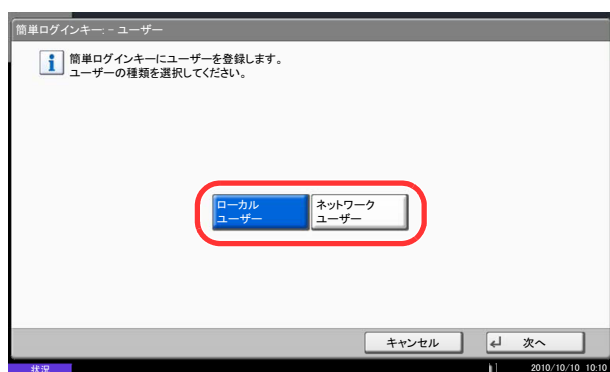 簡単ログインキー: - ユーザー
簡単ログインキーにユーザーを登録します。
ユーザーの種類を選択してください。
ローカル
ユーザー
ネットワーク
ユーザー
キャンセル
次へ
状況
2010/10/10 10:10